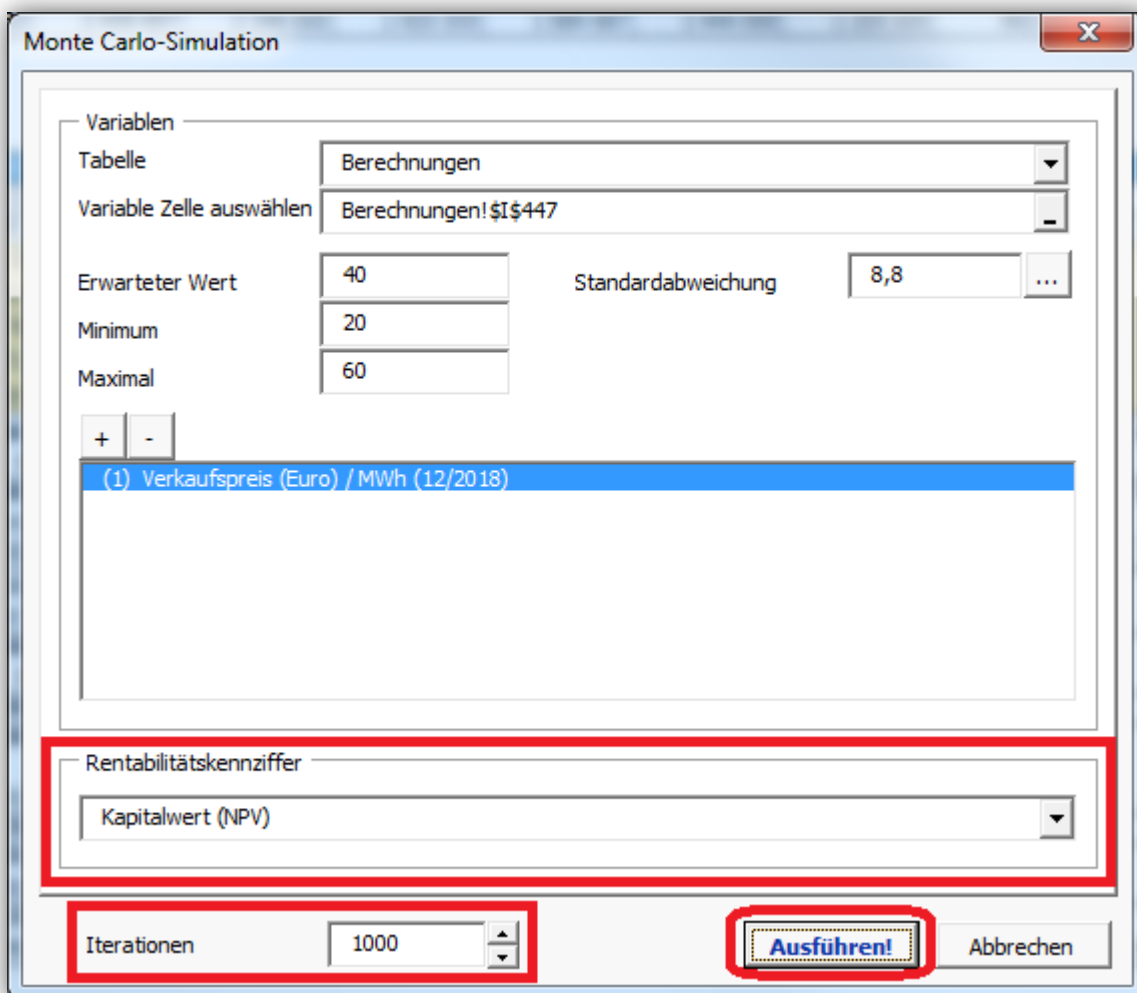 Monte Carlo-Simulation
Variablen
Tabelle Berechnungen
Variable Zelle auswählen Berechnungen!$I$447
Erwarteter Wert 40 Standardabweichung 8,8 ...
Minimum 20
Maximal 60
+ -
(1) Verkaufspreis (Euro) / MWh (12/2018)
Rentabilitätskennziffer
Kapitalwert (NPV)
Iterationen 1000 Ausführen! Abbrechen